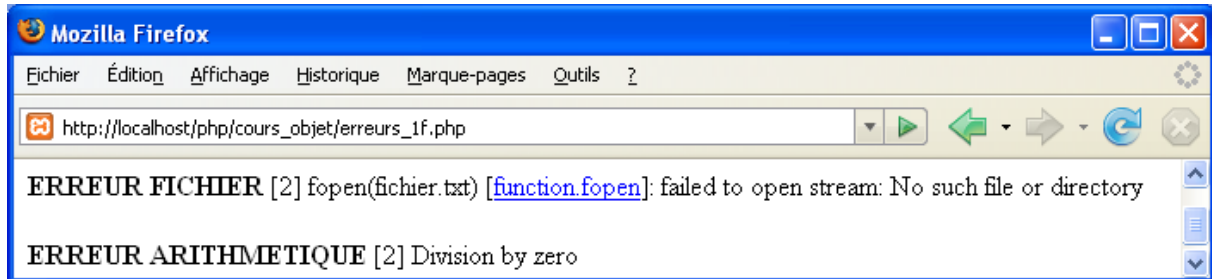 Mozilla Firefox
Fichier Édition Affichage Historique Marque-pages Outils ?
http://localhost/php/cours_objet/erreurs_1f.php
ERREUR FICHIER [2] fopen(fichier.txt) [function.fopen]: failed to open stream: No such file or directory
ERREUR ARITHMETIQUE [2] Division by zero